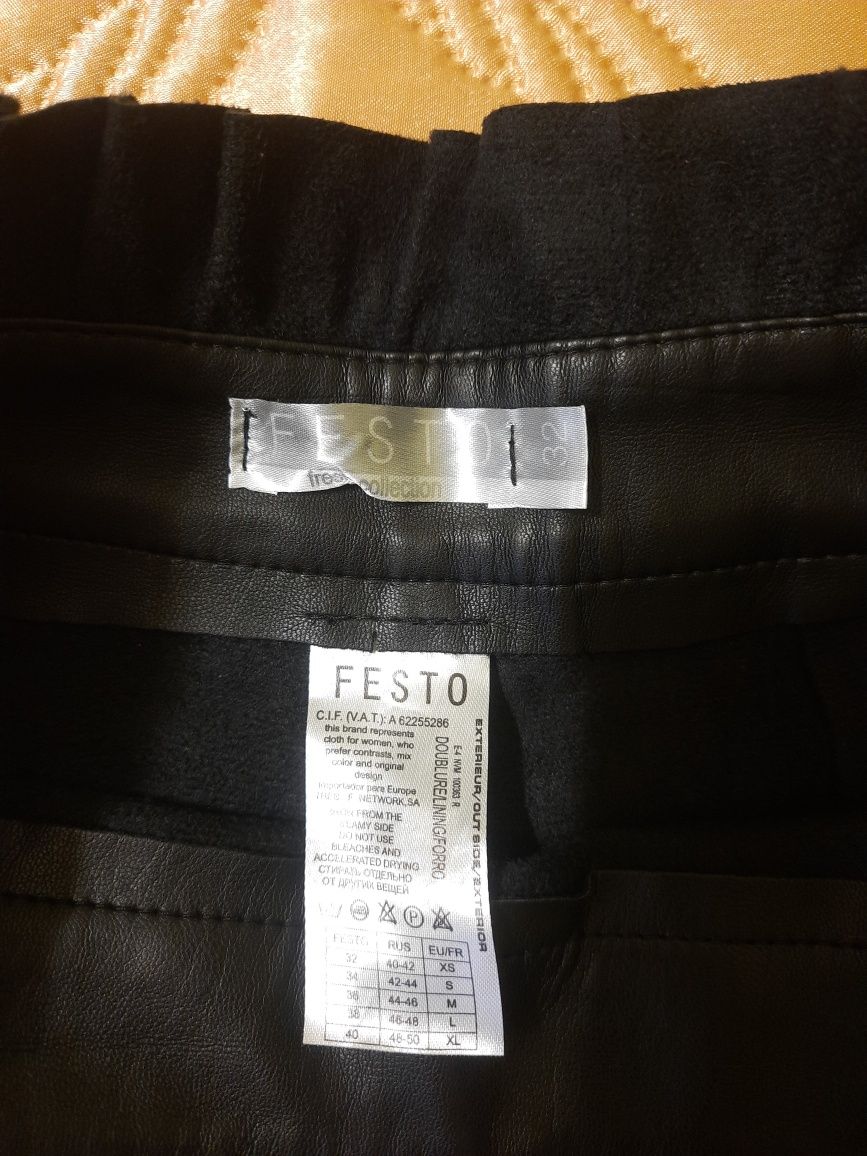 FESTO
32
collection
FESTO
C.I.F. (V.A.T.): A 62255286
this brand represents
cloth for women, who
prefer contrasts, mix
color and original
design
Importador para Europe
NETWORK,SA
FROM THE
SIDE
DO NOT USE
BLEACHES AND
ACCELERATED DRYING
СТИРАТЬ ОТДЕЛЬНО
ОТ ДРУГИХ ВЕЩЕЙ
P
E-4 NVM 100363 R
DOUBLURE/LINING/FORRO
EXTERIEUR/OUT SIDE/EXTERIOR
FESTO RUS EU/FR
32 40-42 XS
34 42-44 S
36 44-46 M
38 46-48 L
40 48-50 XL